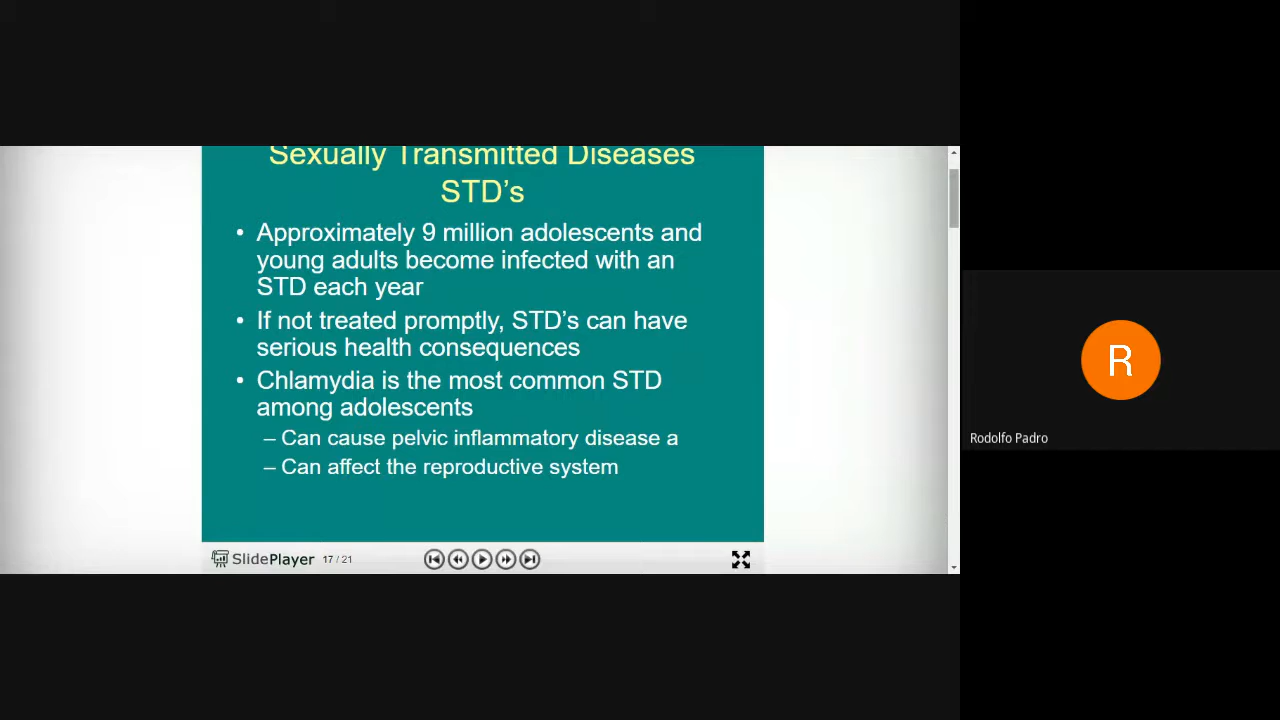 Sexually Transmitted Diseases
STD's
• Approximately 9 million adolescents and
young adults become infected with an
STD each year
• If not treated promptly, STD's can have
serious health consequences
• Chlamydia is the most common STD
among adolescents
– Can cause pelvic inflammatory disease a
– Can affect the reproductive system
SlidePlayer 17 / 21
R
Rodolfo Padro